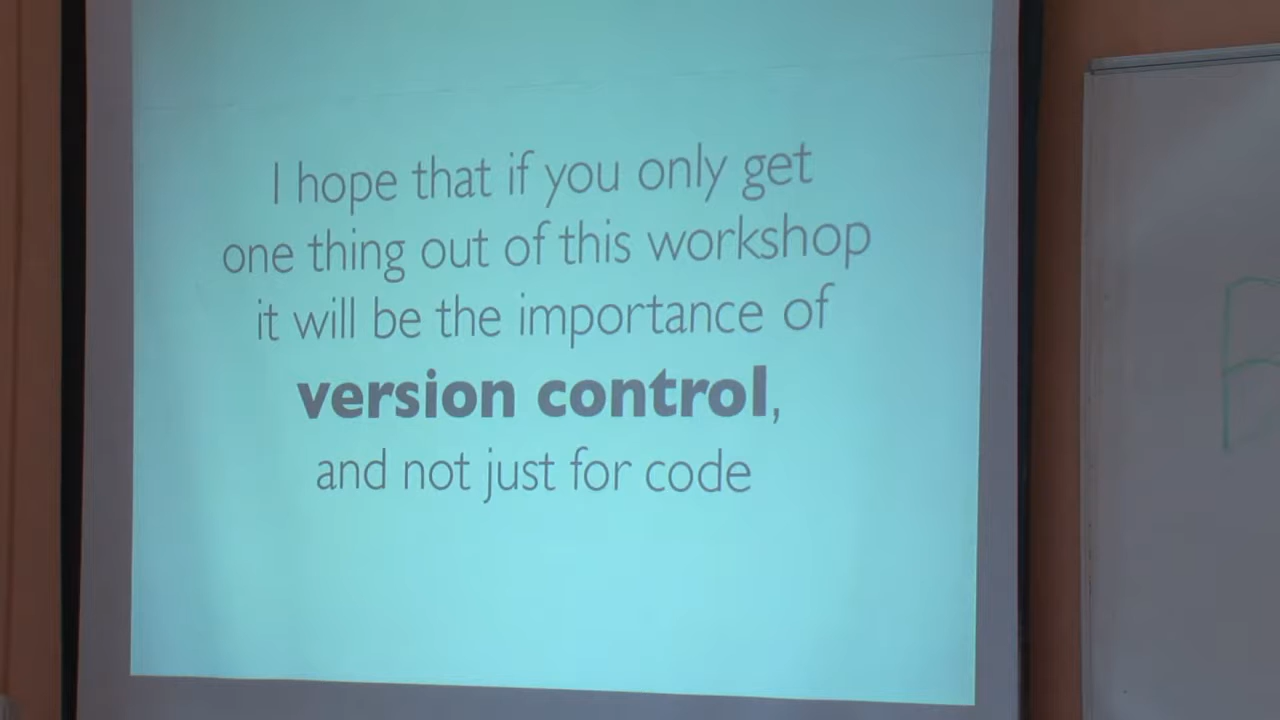 I hope that if you only get
one thing out of this workshop
it will be the importance of
version control,
and not just for code